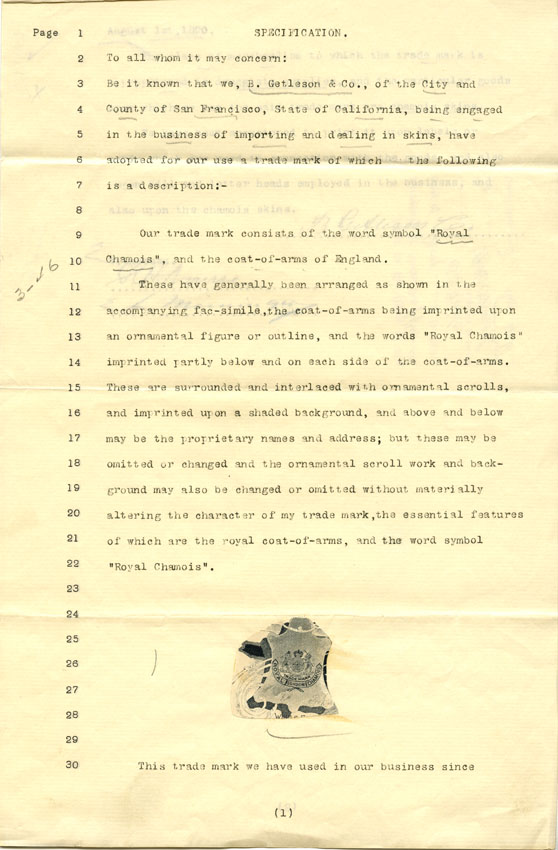 Page 1 SPECIFICATION.
2 To all whom it may concern:
3 Be it known that we, B. Getleson & Co., of the City and
4 County of San Francisco, State of California, being engaged
5 in the business of importing and dealing in skins, have
6 adopted for our use a trade mark of which the following
7 is a description:-
8
9 Our trade mark consists of the word symbol "Royal
10 Chamois", and the coat-of-arms of England.
3-16
11 These have generally been arranged as shown in the
12 accompanying fac-simile,the coat-of-arms being imprinted upon
13 an ornamental figure or outline, and the words "Royal Chamois"
14 imprinted partly below and on each side of the coat-of-arms.
15 These are surrounded and interlaced with ornamental scrolls,
16 and imprinted upon a shaded background, and above and below
17 may be the proprietary names and address; but these may be
18 omitted or changed and the ornamental scroll work and back-
19 ground may also be changed or omitted without materially
20 altering the character of my trade mark,the essential features
21 of which are the royal coat-of-arms, and the word symbol
22 "Royal Chamois".
23
24
25
26
27
28
29
30 This trade mark we have used in our business since
(1)